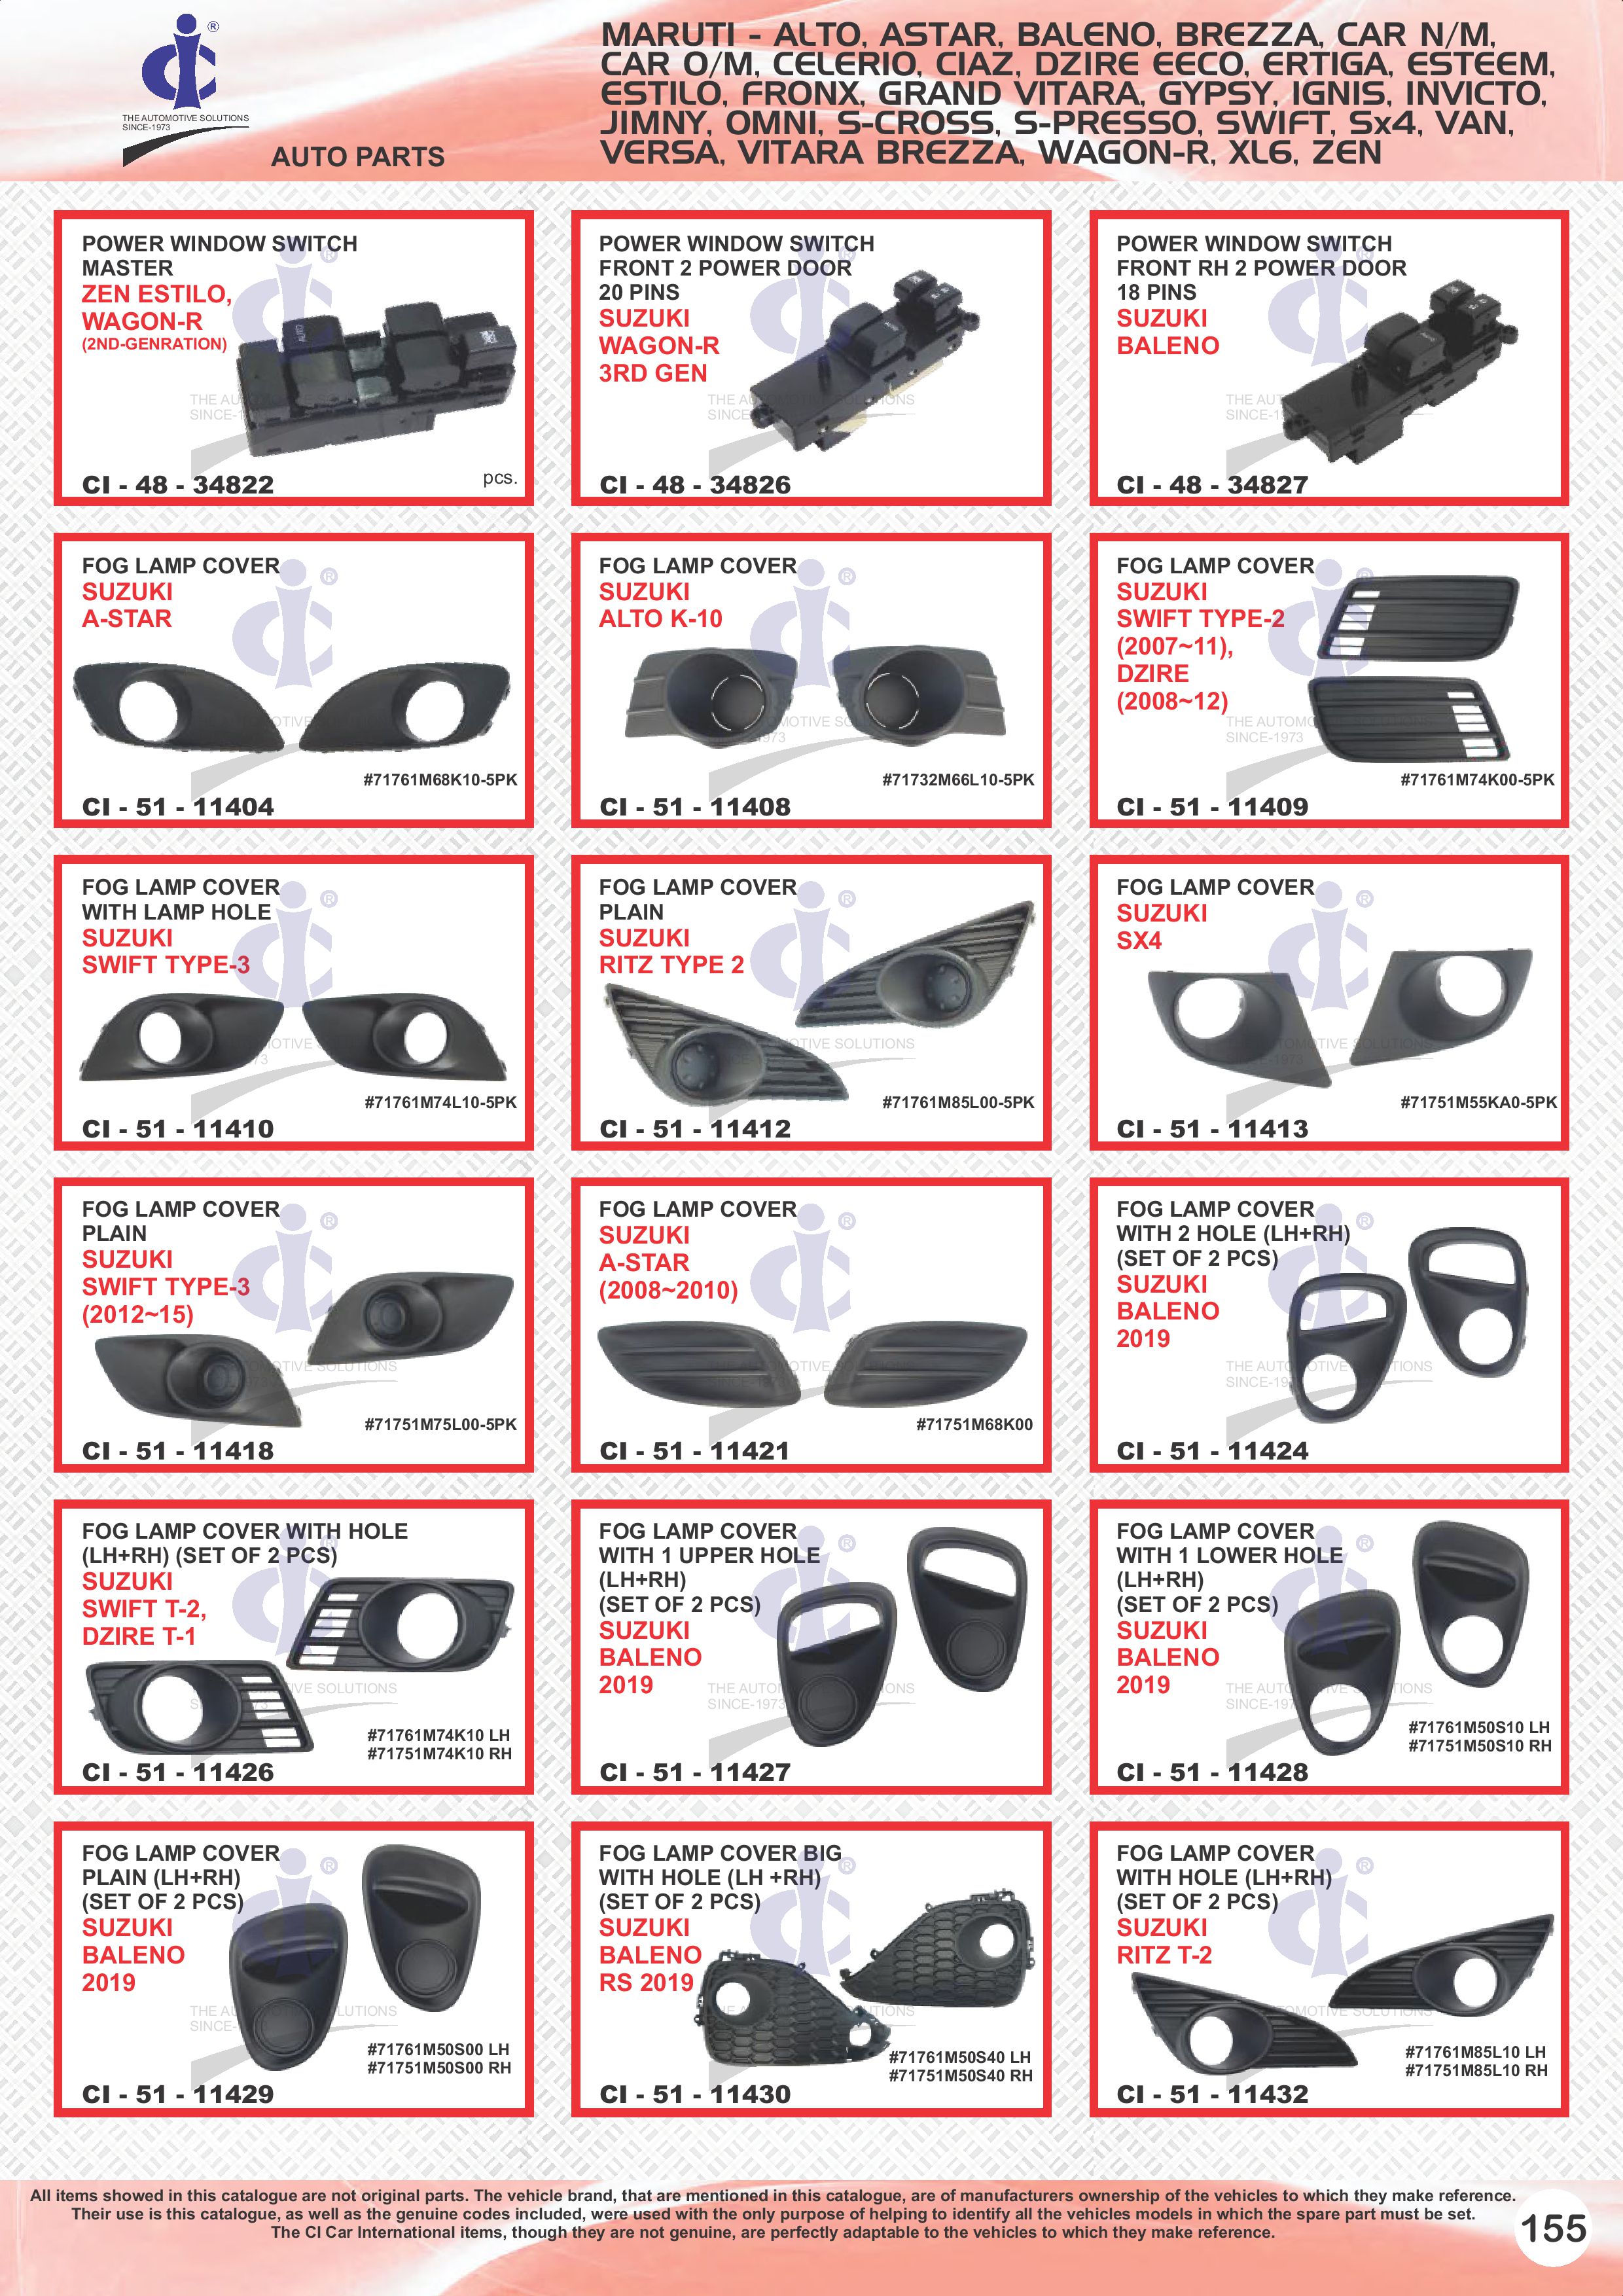 ®
THE AUTOMOTIVE SOLUTIONS
SINCE-1973
AUTO PARTS
MARUTI - ALTO, ASTAR, BALENO, BREZZA, CAR N/M,
CAR O/M, CELERIO, CIAZ, DZIRE EECO, ERTIGA, ESTEEM,
ESTILO, FRONX, GRAND VITARA, GYPSY, IGNIS, INVICTO,
JIMNY, OMNI, S-CROSS, S-PRESSO, SWIFT, Sx4, VAN,
VERSA, VITARA BREZZA, WAGON-R, XL6, ZEN
POWER WINDOW SWITCH
MASTER
ZEN ESTILO,
WAGON-R
(2ND-GENRATION)
pcs.
CI - 48 - 34822
POWER WINDOW SWITCH
FRONT 2 POWER DOOR
20 PINS
SUZUKI
WAGON-R
3RD GEN
CI - 48 - 34826
POWER WINDOW SWITCH
FRONT RH 2 POWER DOOR
18 PINS
SUZUKI
BALENO
CI - 48 - 34827
FOG LAMP COVER
SUZUKI
A-STAR
#71761M68K10-5PK
CI - 51 - 11404
FOG LAMP COVER
SUZUKI
ALTO K-10
#71732M66L10-5PK
CI - 51 - 11408
FOG LAMP COVER
SUZUKI
SWIFT TYPE-2
(2007~11),
DZIRE
(2008~12)
#71761M74K00-5PK
CI - 51 - 11409
FOG LAMP COVER
WITH LAMP HOLE
SUZUKI
SWIFT TYPE-3
#71761M74L10-5PK
CI - 51 - 11410
FOG LAMP COVER
PLAIN
SUZUKI
RITZ TYPE 2
#71761M85L00-5PK
CI - 51 - 11412
FOG LAMP COVER
SUZUKI
SX4
#71751M55KA0-5PK
CI - 51 - 11413
FOG LAMP COVER
PLAIN
SUZUKI
SWIFT TYPE-3
(2012~15)
#71751M75L00-5PK
CI - 51 - 11418
FOG LAMP COVER
SUZUKI
A-STAR
(2008~2010)
#71751M68K00
CI - 51 - 11421
FOG LAMP COVER
WITH 2 HOLE (LH+RH)
(SET OF 2 PCS)
SUZUKI
BALENO
2019
CI - 51 - 11424
FOG LAMP COVER WITH HOLE
(LH+RH) (SET OF 2 PCS)
SUZUKI
SWIFT T-2,
DZIRE T-1
#71761M74K10 LH
#71751M74K10 RH
CI - 51 - 11426
FOG LAMP COVER
WITH 1 UPPER HOLE
(LH+RH)
(SET OF 2 PCS)
SUZUKI
BALENO
2019
CI - 51 - 11427
FOG LAMP COVER
WITH 1 LOWER HOLE
(LH+RH)
(SET OF 2 PCS)
SUZUKI
BALENO
2019
#71761M50S10 LH
#71751M50S10 RH
CI - 51 - 11428
FOG LAMP COVER
PLAIN (LH+RH)
(SET OF 2 PCS)
SUZUKI
BALENO
2019
#71761M50S00 LH
#71751M50S00 RH
CI - 51 - 11429
FOG LAMP COVER BIG
WITH HOLE (LH +RH)
(SET OF 2 PCS)
SUZUKI
BALENO
RS 2019
#71761M50S40 LH
#71751M50S40 RH
CI - 51 - 11430
FOG LAMP COVER
WITH HOLE (LH+RH)
(SET OF 2 PCS)
SUZUKI
RITZ T-2
#71761M85L10 LH
#71751M85L10 RH
CI - 51 - 11432
All items showed in this catalogue are not original parts. The vehicle brand, that are mentioned in this catalogue, are of manufacturers ownership of the vehicles to which they make reference.
Their use is this catalogue, as well as the genuine codes included, were used with the only purpose of helping to identify all the vehicles models in which the spare part must be set.
The CI Car International items, though they are not genuine, are perfectly adaptable to the vehicles to which they make reference.
155